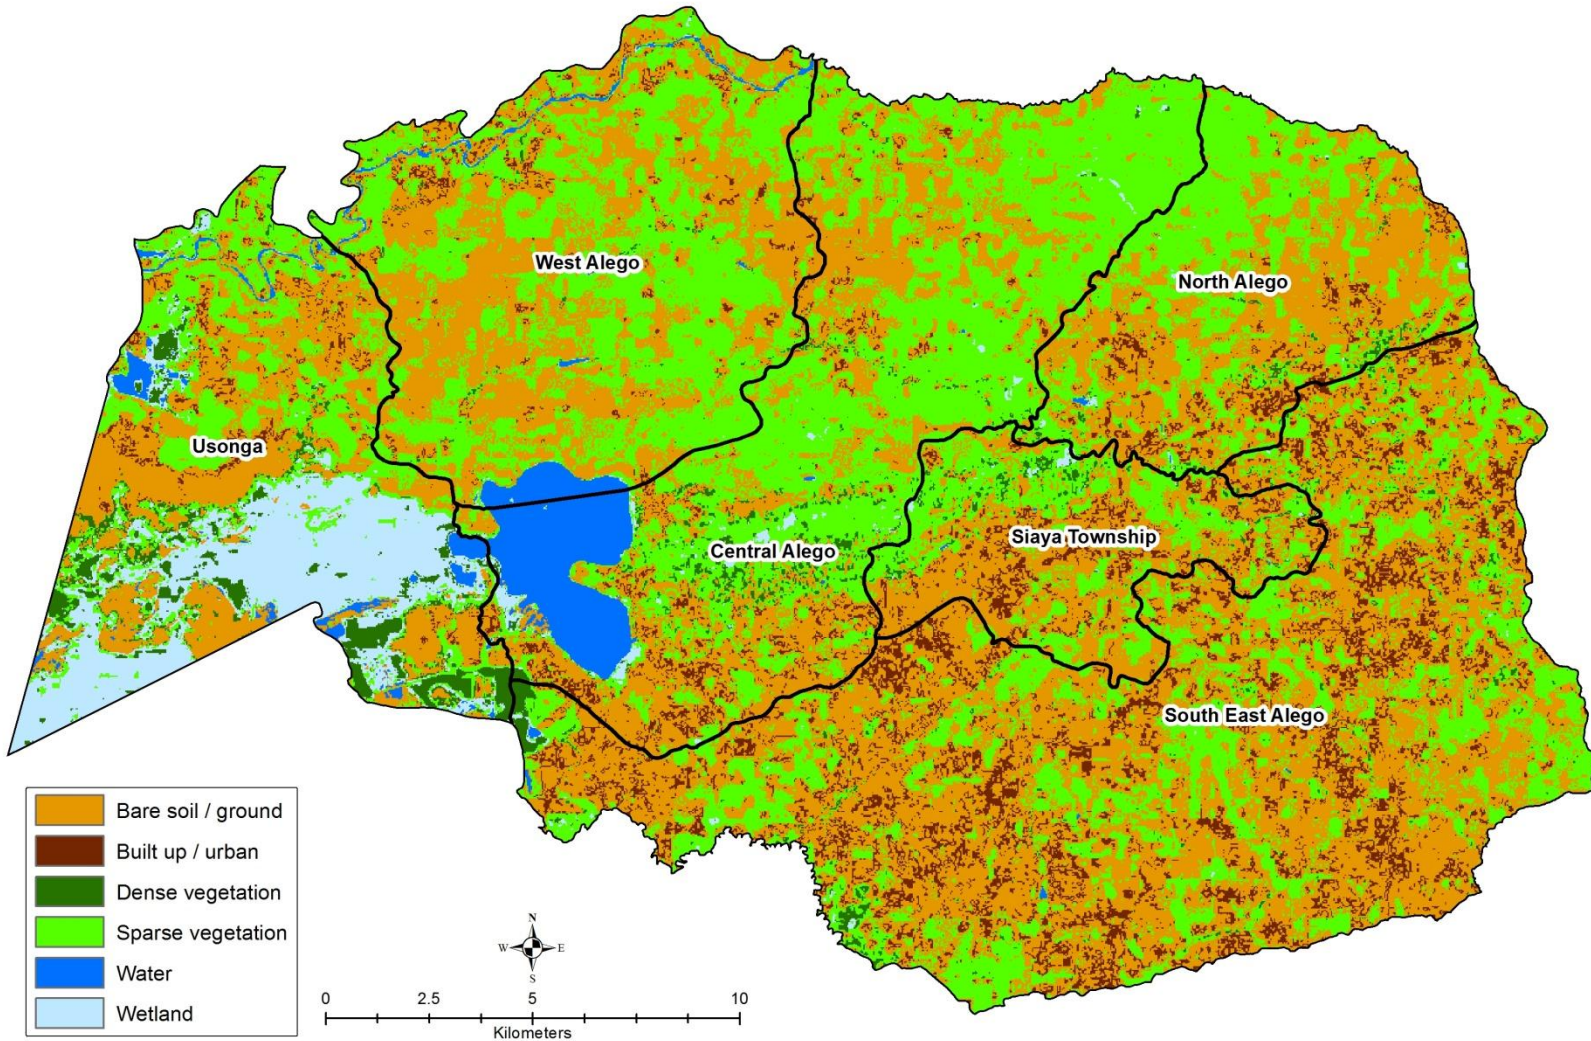 West Alego
North Alego
Usonga
Siaya Township
Central Alego
South East Alego
Bare soil / ground
Built up / urban
Dense vegetation
Sparse vegetation
Water
Wetland
N
W E
S
0 2.5 5 10
Kilometers